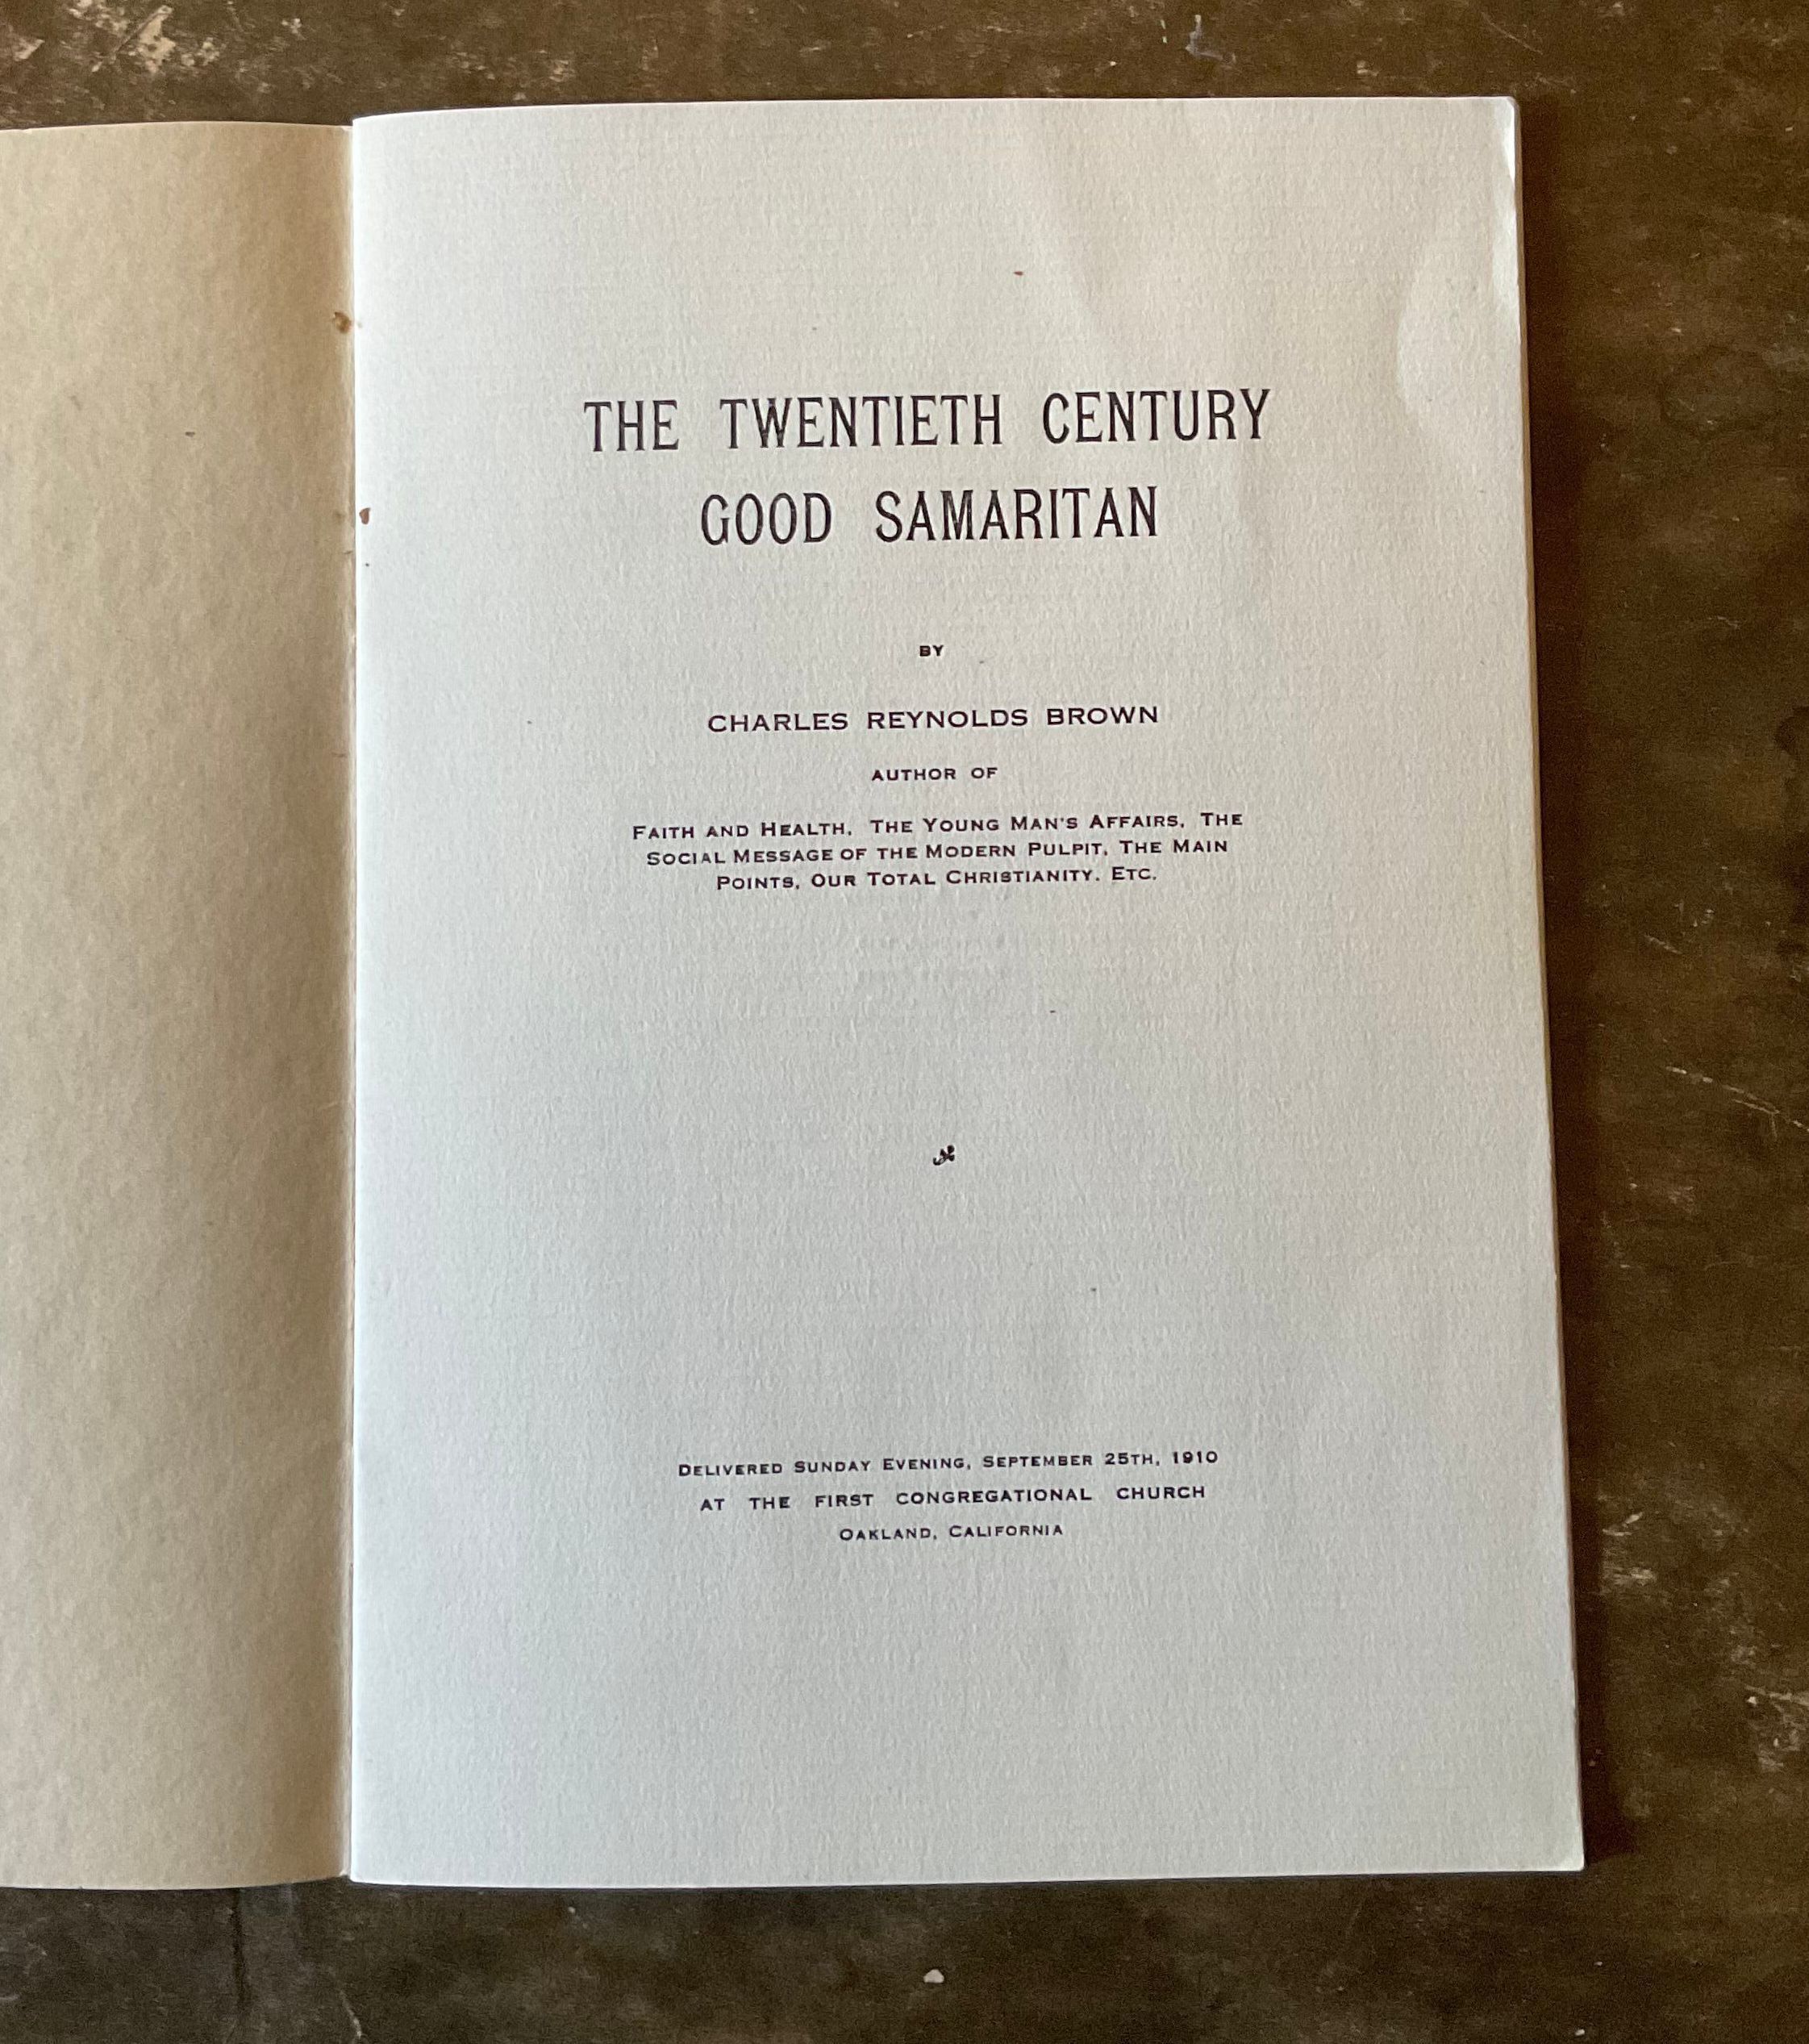 THE TWENTIETH CENTURY
GOOD SAMARITAN
BY
CHARLES REYNOLDS BROWN
AUTHOR OF
FAITH AND HEALTH, THE YOUNG MAN'S AFFAIRS, THE
SOCIAL MESSAGE OF THE MODERN PULPIT, THE MAIN
POINTS, OUR TOTAL CHRISTIANITY. ETC.
DELIVERED SUNDAY EVENING, SEPTEMBER 25TH, 1910
AT THE FIRST CONGREGATIONAL CHURCH
OAKLAND, CALIFORNIA